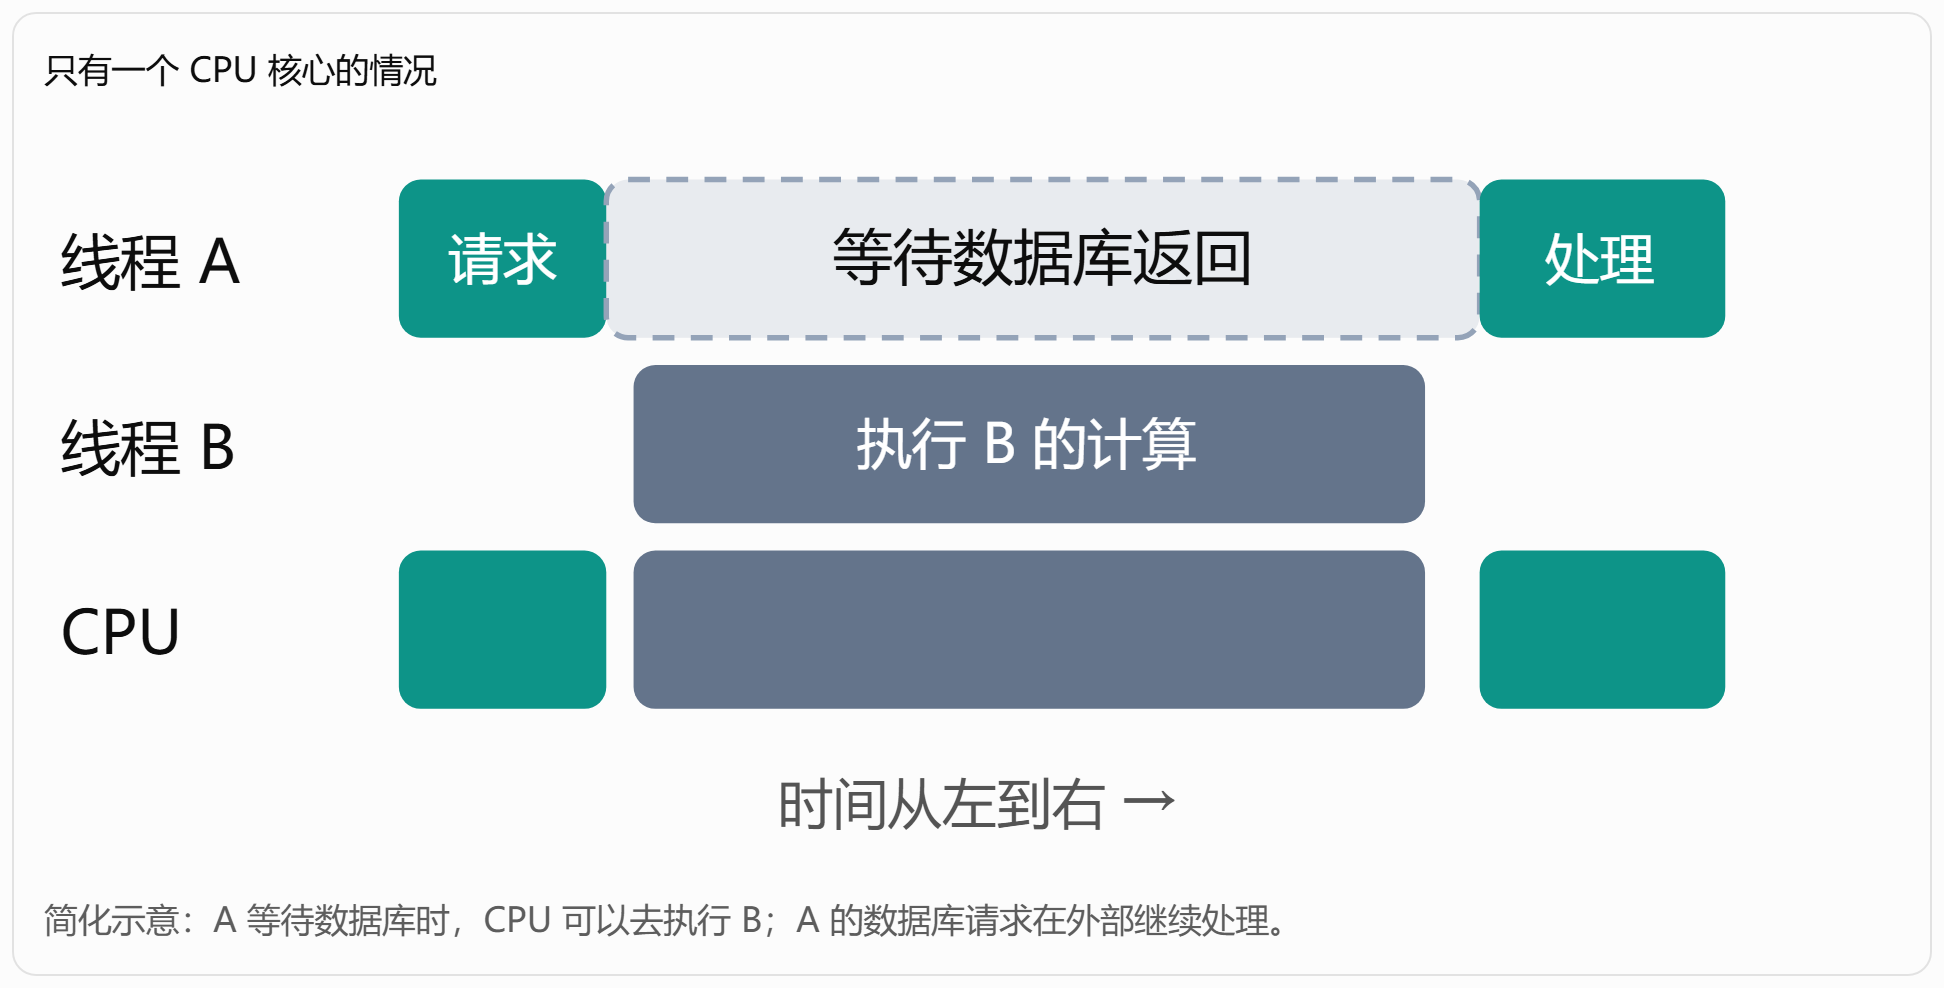 只有一个 CPU 核心的情况
线程 A
请求
等待数据库返回
处理
线程 B
执行 B 的计算
CPU
时间从左到右 →
简化示意：A 等待数据库时，CPU 可以去执行 B；A 的数据库请求在外部继续处理。